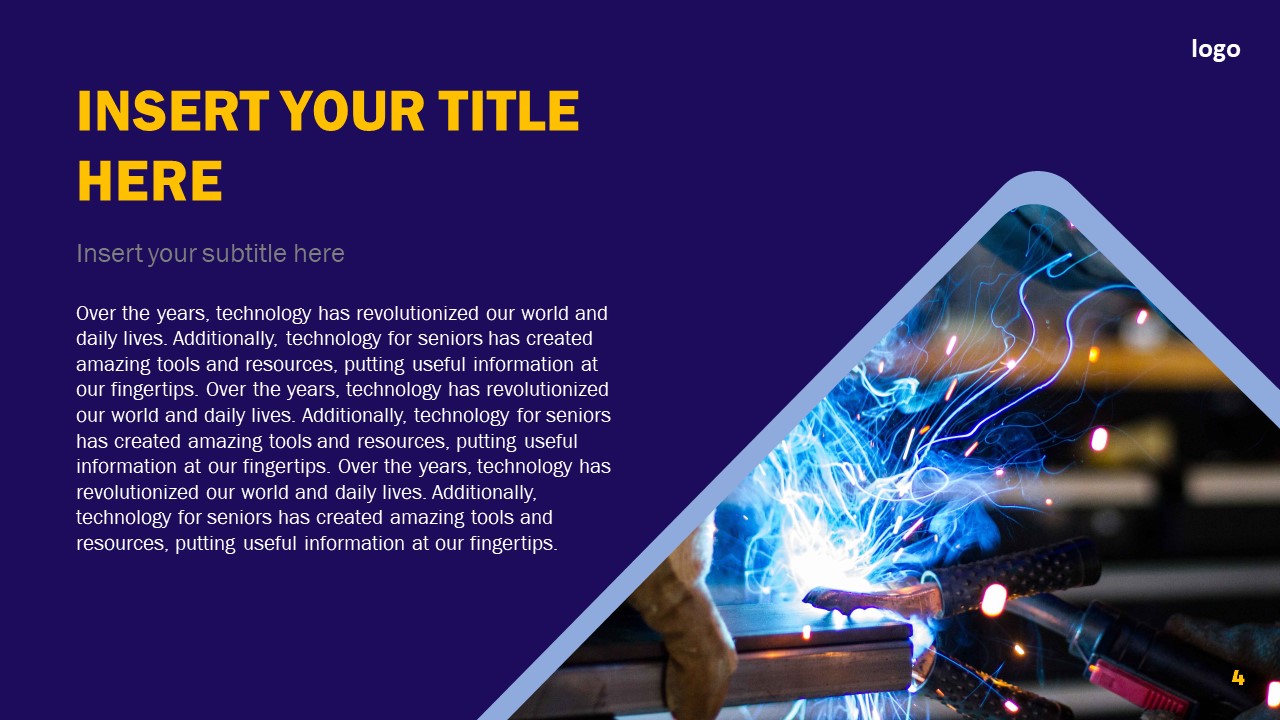 logo
INSERT YOUR TITLE
HERE
Insert your subtitle here
Over the years, technology has revolutionized our world and
daily lives. Additionally, technology for seniors has created
amazing tools and resources, putting useful information at
our fingertips. Over the years, technology has revolutionized
our world and daily lives. Additionally, technology for seniors
has created amazing tools and resources, putting useful
information at our fingertips. Over the years, technology has
revolutionized our world and daily lives. Additionally,
technology for seniors has created amazing tools and
resources, putting useful information at our fingertips.
4